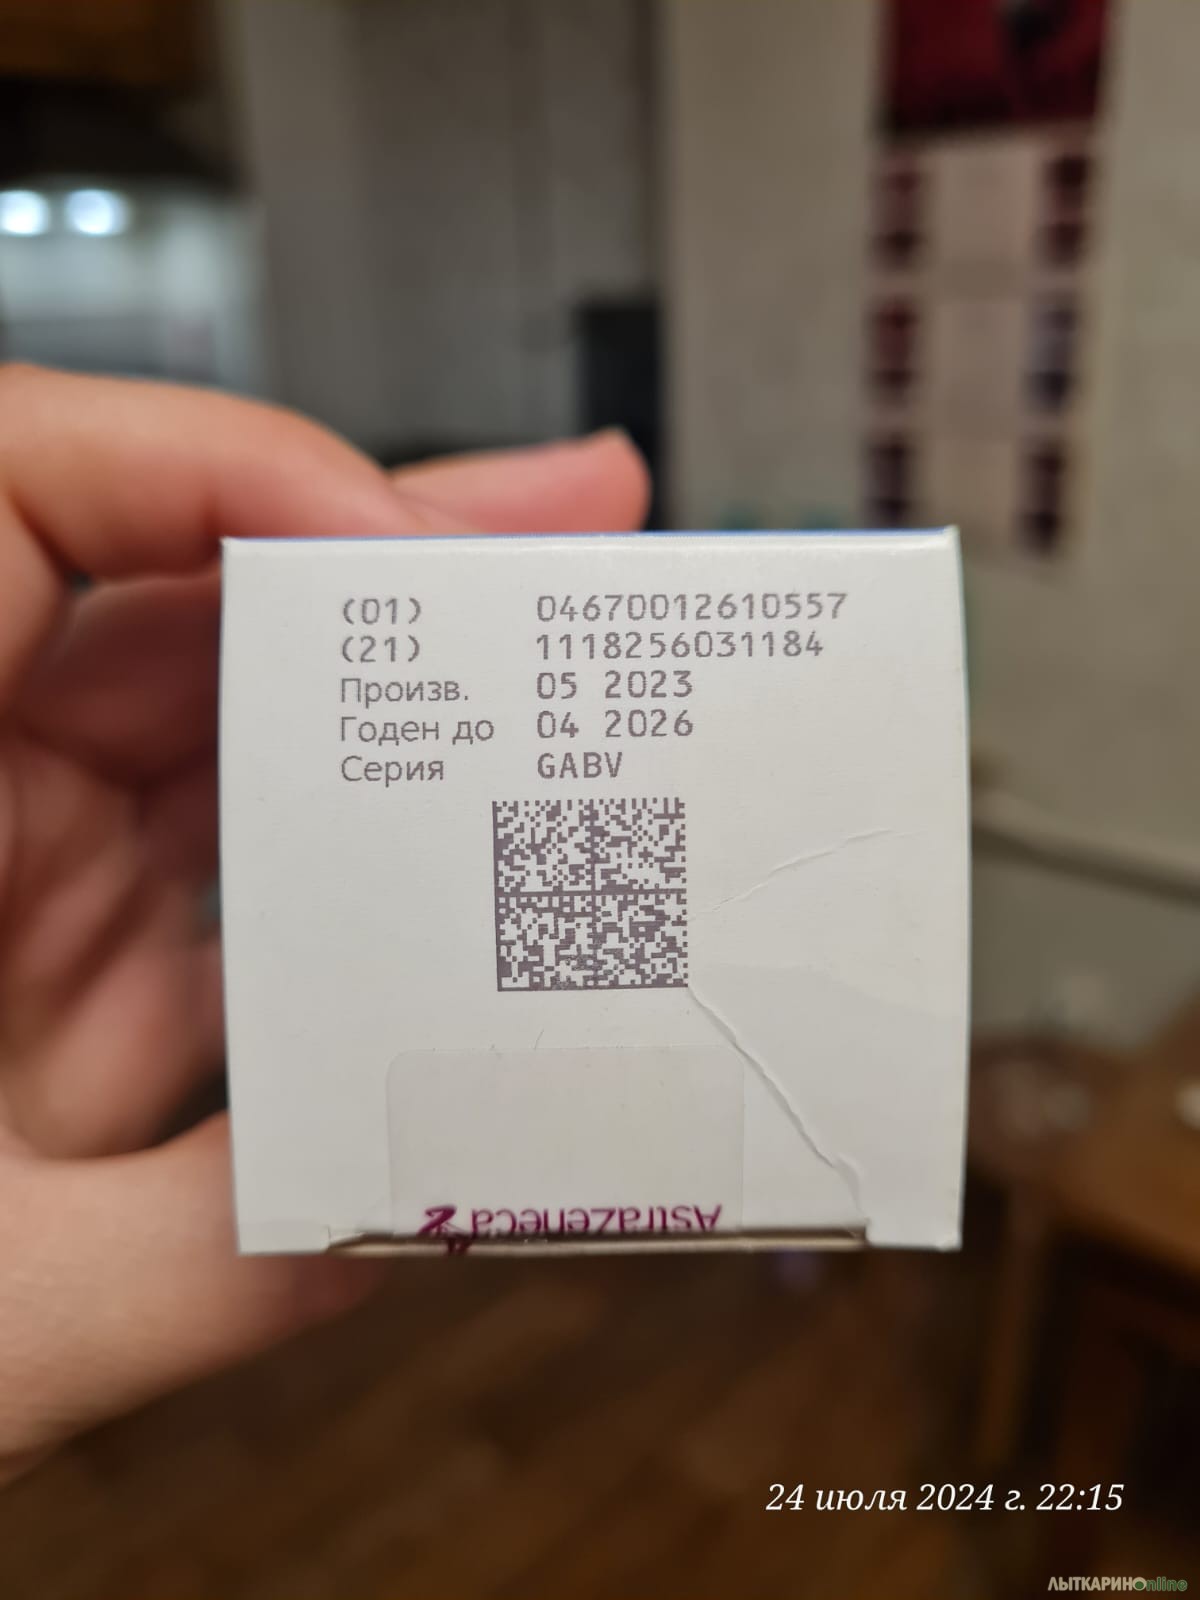 (01) 04670012610557
(21) 1118256031184
Произв. 05 2023
Годен до 04 2026
Серия GABV
AstraZeneca
24 июля 2024 г. 22:15
ЛЫТКАРИНОnline